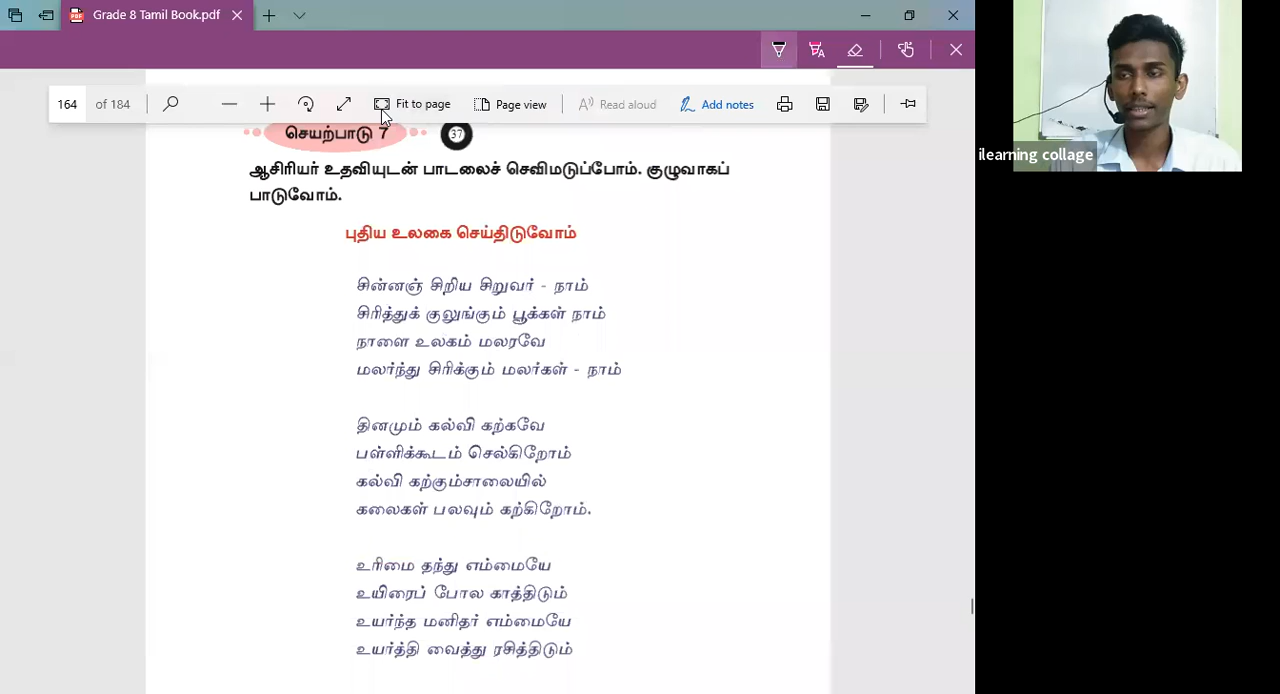 Grade 8 Tamil Book.pdf
164 of 184
Fit to page
Page view
Read aloud
Add notes
செயற்பாடு 7
37
ஆசிரியர் உதவியுடன் பாடலைச் செவிமடுப்போம். குழுவாகப்
பாடுவோம்.
புதிய உலகை செய்திடுவோம்
சின்னஞ் சிறிய சிறுவர் - நாம்
சிரித்துக் குலுங்கும் பூக்கள் நாம்
நாளை உலகம் மலரவே
மலர்ந்து சிரிக்கும் மலர்கள் - நாம்
தினமும் கல்வி கற்கவே
பள்ளிக்கூடம் செல்கிறோம்
கல்வி கற்கும்சாலையில்
கலைகள் பலவும் கற்கிறோம்.
உரிமை தந்து எம்மையே
உயிரைப் போல காத்திடும்
உயர்ந்த மனிதர் எம்மையே
உயர்த்தி வைத்து ரசித்திடும்
ilearning collage